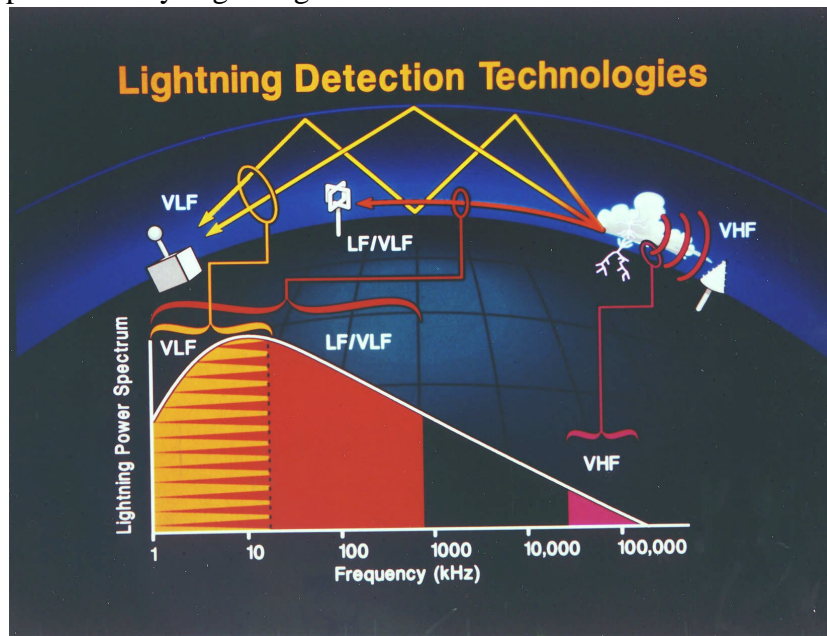 Lightning Detection Technologies
VLF
LF/VLF
VHF
VLF
LF/VLF
VHF
Lightning Power Spectrum
1
10
100
1000
10,000
100,000
Frequency (kHz)